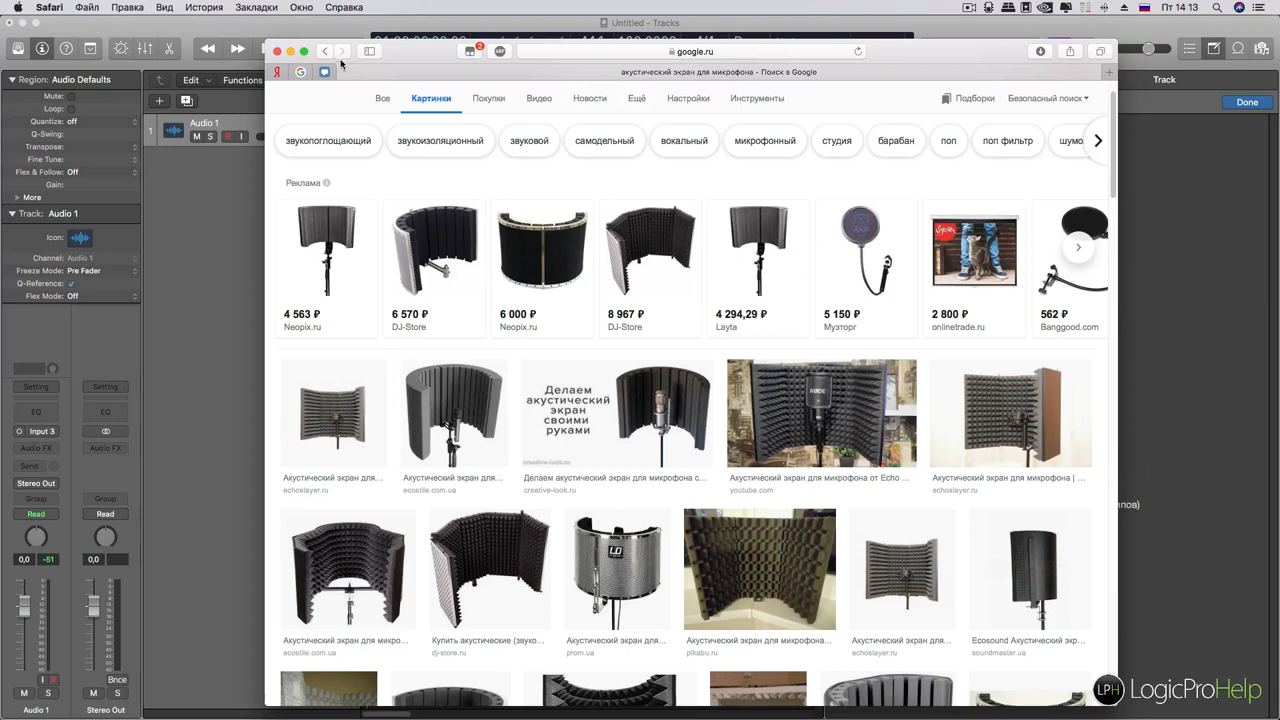 Safari Файл Правка Вид История Закладки Окно Справка
Пт 14:13
Untitled - Tracks
google.ru
2
акустический экран для микрофона - Поиск в Google
Все Картинки Покупки Видео Новости Ещё Настройки Инструменты Подборки Безопасный поиск
звукопоглощающий звукоизоляционный звуковой самодельный вокальный микрофонный студия барабан поп поп фильтр шумо
Реклама
4 563 ₽
Neopix.ru
6 570 ₽
DJ-Store
6 000 ₽
Neopix.ru
8 967 ₽
DJ-Store
4 294,29 ₽
Layta
5 150 ₽
Музторг
2 800 ₽
onlinetrade.ru
562 ₽
Banggood.com
Делаем
акустический
экран
своими
руками
creative-look.ru
RØDE
Акустический экран для...
echoslayer.ru
Акустический экран для...
ecostile.com.ua
Делаем акустический экран для микрофона с...
creative-look.ru
Акустический экран для микрофона от Echo ...
youtube.com
Акустический экран для микрофона | ...
echoslayer.ru
LD
Акустический экран для микро...
ecostile.com.ua
Купить акустические (звуко...
dj-store.ru
Акустический экран для...
prom.ua
Акустический экран для микрофона...
pikabu.ru
Акустический экран для...
echoslayer.ru
Ecosound Акустический экр...
soundmaster.ua
Region: Audio Defaults
Mute:
Loop:
Quantize: off
Q-Swing:
Transpose:
Fine Tune:
Flex & Follow: Off
Gain:
More
Track: Audio 1
Icon:
Channel: Audio 1
Freeze Mode: Pre Fader
Q-Reference:
Flex Mode: Off
Edit Functions
1 Audio 1
M S R I
Track
Done
ипов)
Setting Setting
EQ EQ
Input 3
Audio FX Audio FX
Send
Stereo Out
Group Group
Read Read
0,0 -51 0,0
I R Bnce
M S M S
Audio 1 Stereo Out
LPH LogicProHelp